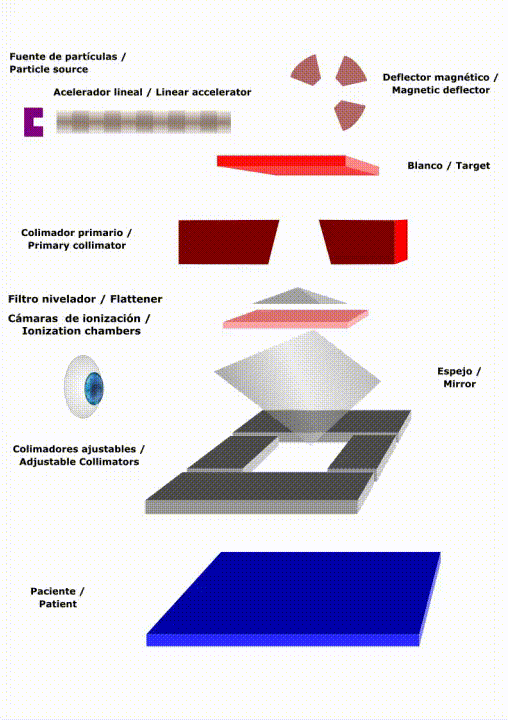 Fuente de partículas /
Particle source
Acelerador lineal / Linear accelerator
Deflector magnético /
Magnetic deflector
Blanco / Target
Colimador primario /
Primary collimator
Filtro nivelador / Flattener
Cámaras de ionización /
Ionization chambers
Espejo /
Mirror
Colimadores ajustables /
Adjustable Collimators
Paciente /
Patient